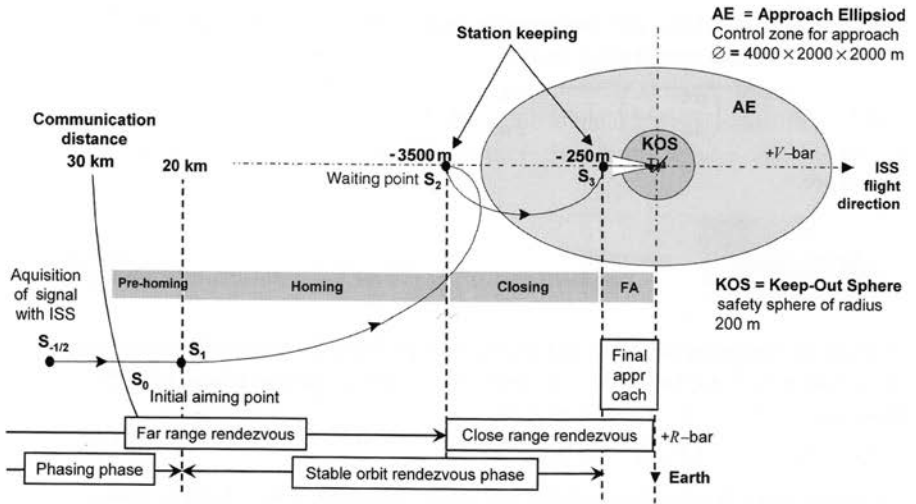 AE = Approach Ellipsiod
Control zone for approach
Ø = 4000 × 2000 × 2000 m
Station keeping
AE
Communication
distance
30 km
20 km
- 3500 m
- 250 m
KOS
+V-bar
Waiting point S2
S3
ISS
flight
direction
Aquisition
of signal
with ISS
Pre-homing
Homing
Closing
FA
KOS = Keep-Out Sphere
safety sphere of radius
200 m
S-1/2
S1
S0
Initial aiming point
Final
appr
oach
Far range rendezvous
Close range rendezvous
+R-bar
Phasing phase
Stable orbit rendezvous phase
Earth